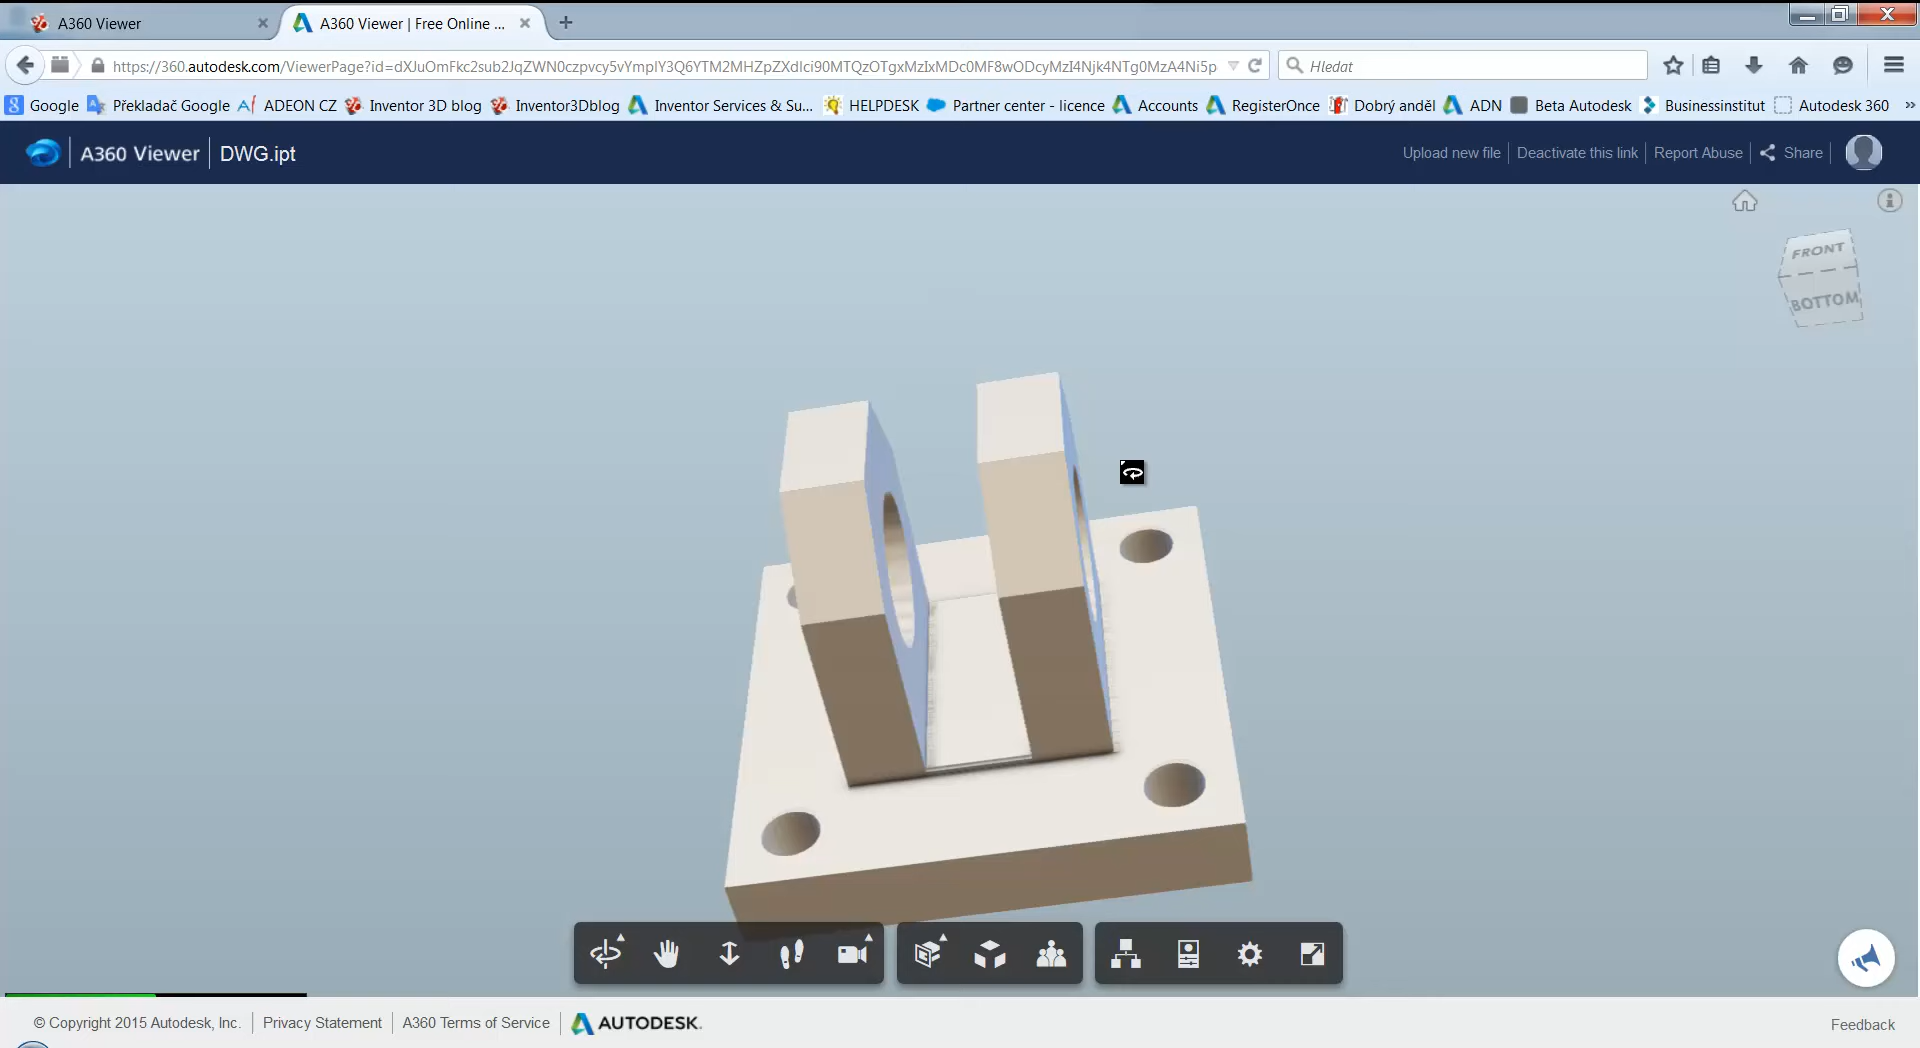 A360 Viewer
A360 Viewer | Free Online ...
https://360.autodesk.com/ViewerPage?id=dXJuOmFkc2sub2JqZWN0czpvcy5vYmplY3Q6YTM2MHZpZXdlci90MTQzOTgxMzIxMDc0MF8wODcyMzI4Njk4NTg0MzA4Ni5p
Hledat
Google
Překladač Google
ADEON CZ
Inventor 3D blog
Inventor3Dblog
Inventor Services & Su...
HELPDESK
Partner center - licence
Accounts
RegisterOnce
Dobrý anděl
ADN
Beta Autodesk
Businessinstitut
Autodesk 360
A360 Viewer
DWG.ipt
Upload new file
Deactivate this link
Report Abuse
Share
FRONT
BOTTOM
© Copyright 2015 Autodesk, Inc.
Privacy Statement
A360 Terms of Service
AUTODESK.
Feedback